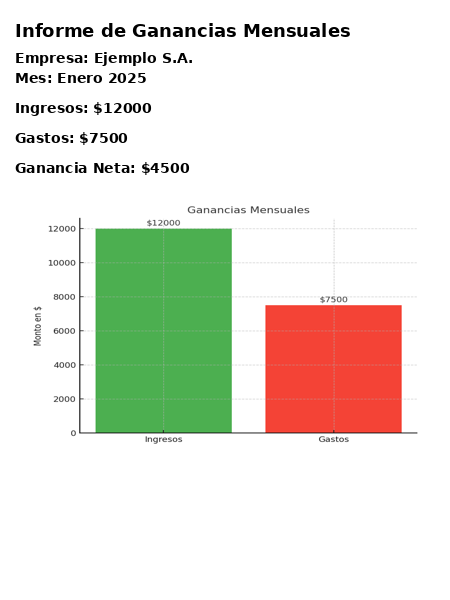 Informe de Ganancias Mensuales
Empresa: Ejemplo S.A.
Mes: Enero 2025
Ingresos: $12000
Gastos: $7500
Ganancia Neta: $4500
Ganancias Mensuales
$12000
$7500
12000
10000
8000
6000
4000
2000
0
Monto en $
Ingresos
Gastos